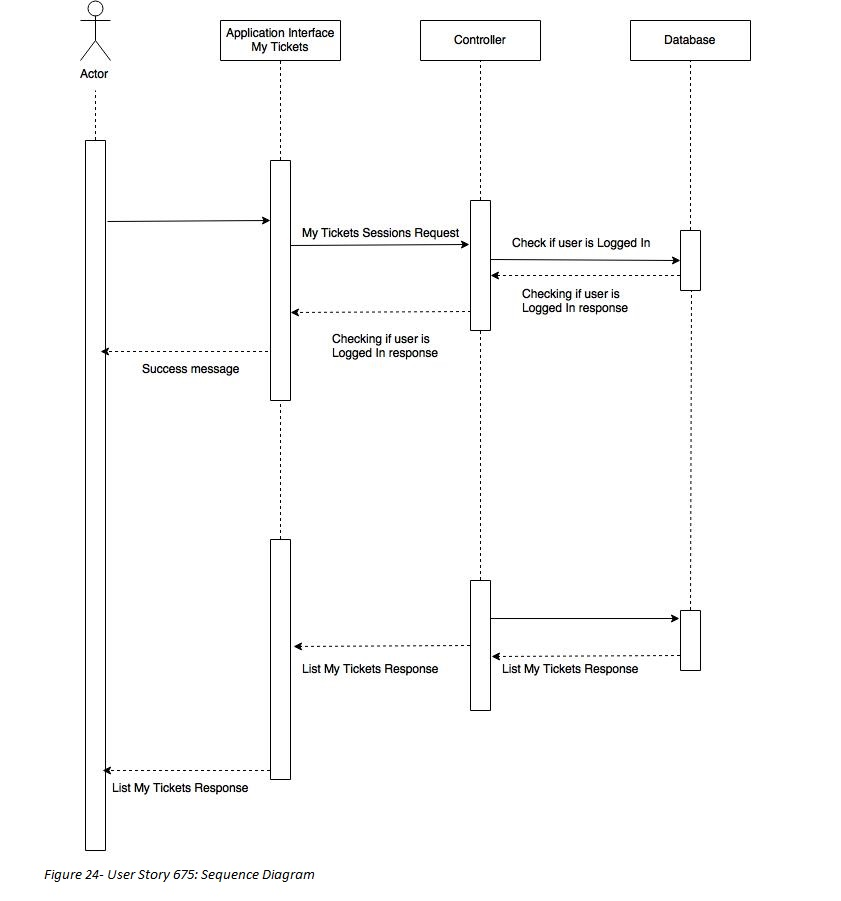 Application Interface
My Tickets
Controller
Database
Actor
My Tickets Sessions Request
Check if user is Logged In
Checking if user is
Logged In response
Checking if user is
Logged In response
Success message
List My Tickets Response
List My Tickets Response
List My Tickets Response
Figure 24- User Story 675: Sequence Diagram